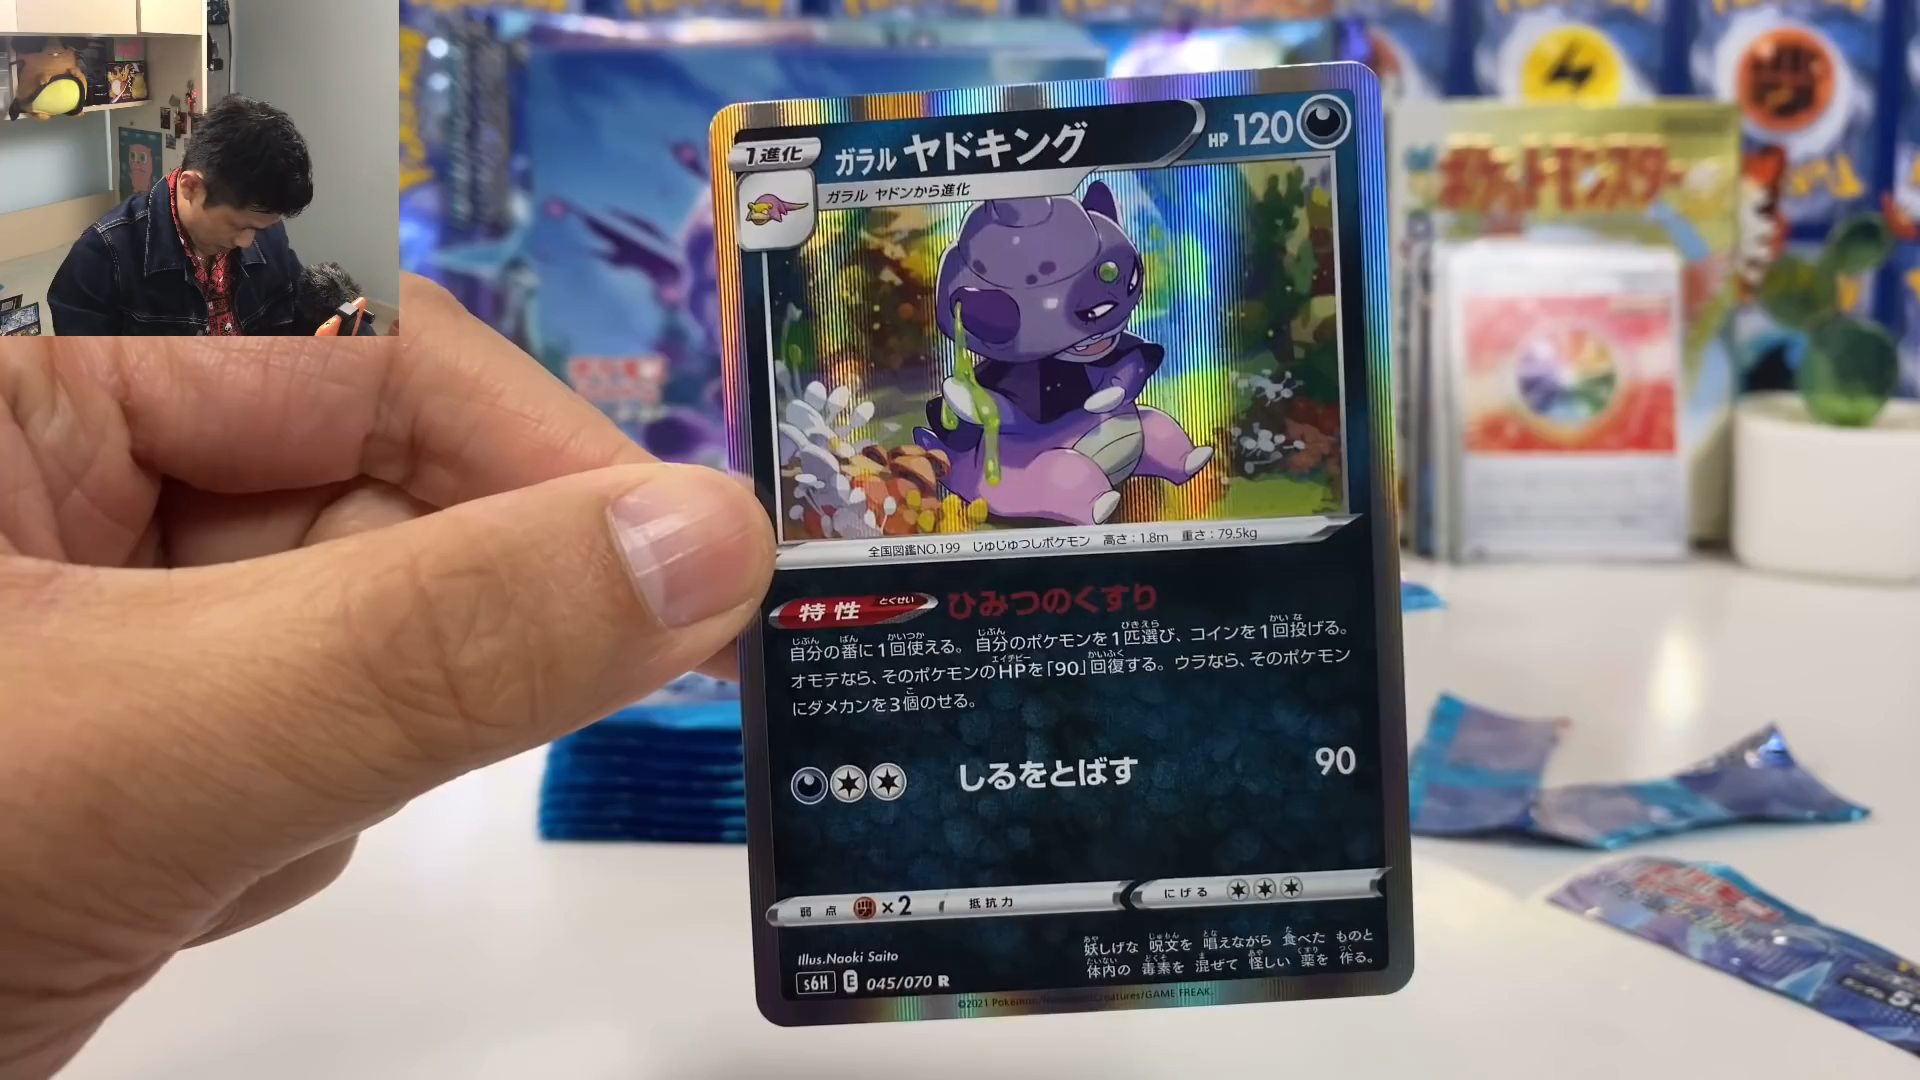 1進化
ガラル ヤドキング
HP 120
ガラル ヤドンから進化
全国図鑑NO.199 じゅじゅつしポケモン 高さ：1.8m 重さ：79.5kg
特性 とくせい ひみつのくすり
自分の番に1回使える。自分のポケモンを1匹選び、コインを1回投げる。
オモテなら、そのポケモンのHPを「90」回復する。ウラなら、そのポケモン
にダメカンを3個のせる。
しるをとばす 90
弱点 ×2 抵抗力 にげる
Illus.Naoki Saito
妖しげな 呪文を 唱えながら 食べた ものと
体内の 毒素を 混ぜて 怪しい 薬を 作る。
s6H E 045/070 R
©2021 Pokémon/Nintendo/Creatures/GAME FREAK.
ポケットモンスター